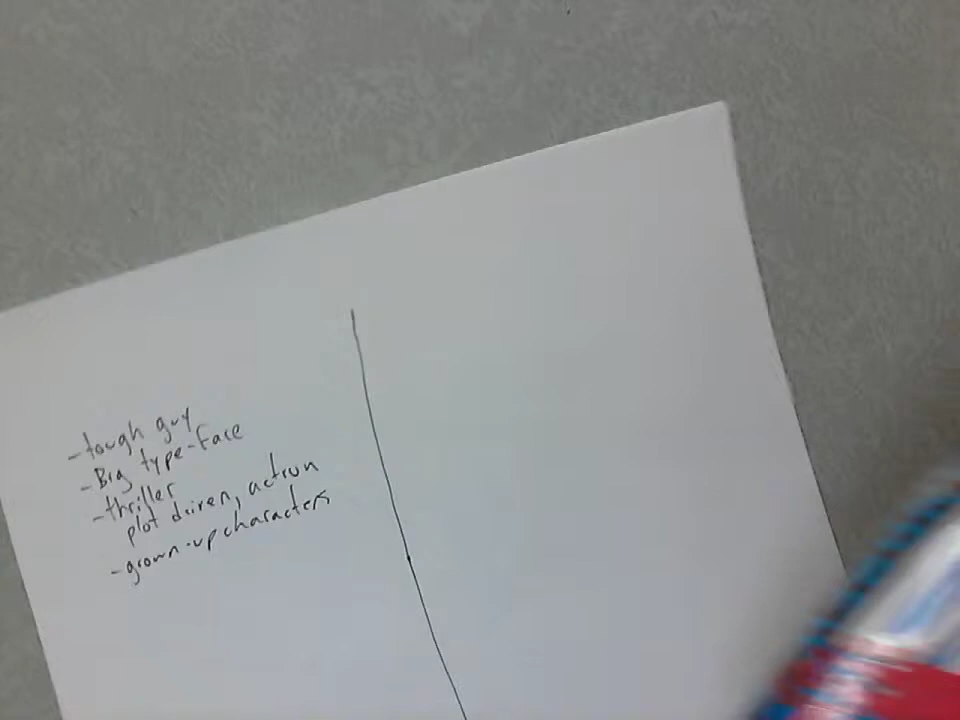 -tough guy
-Big type-face
-thriller
plot driven, action
-grown-up characters